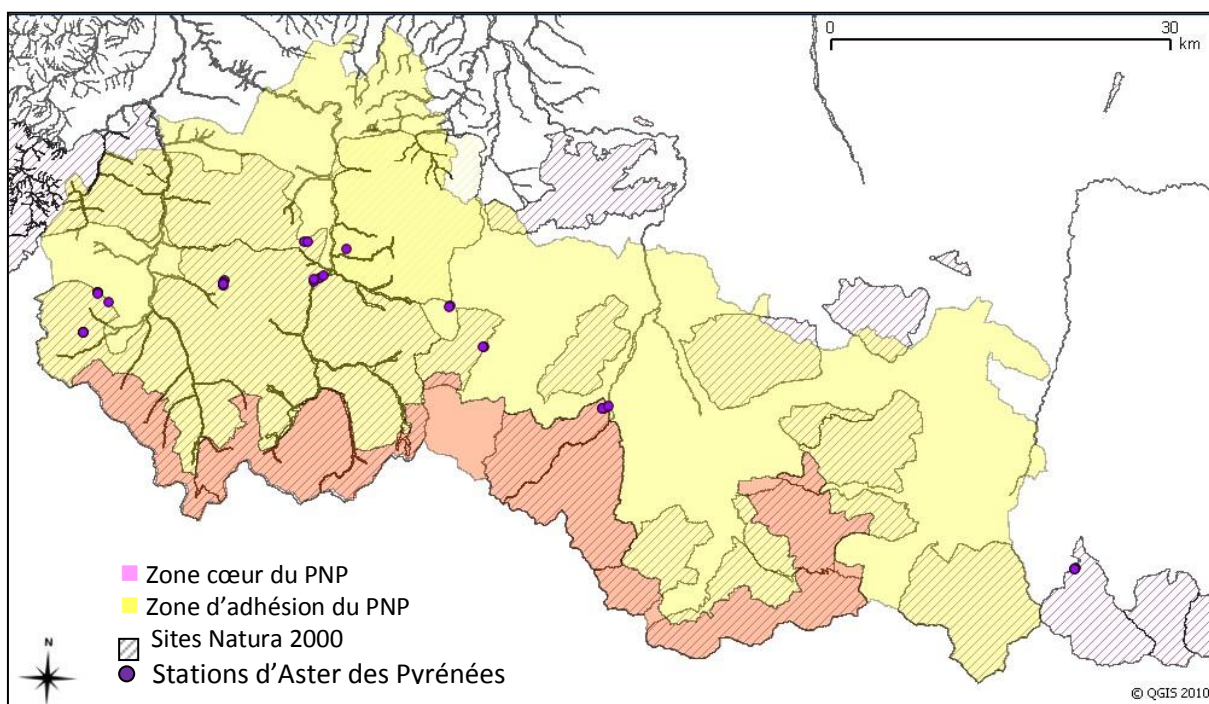 0 30
km
Zone cœur du PNP
Zone d'adhésion du PNP
Sites Natura 2000
Stations d'Aster des Pyrénées
N
© QGIS 2010